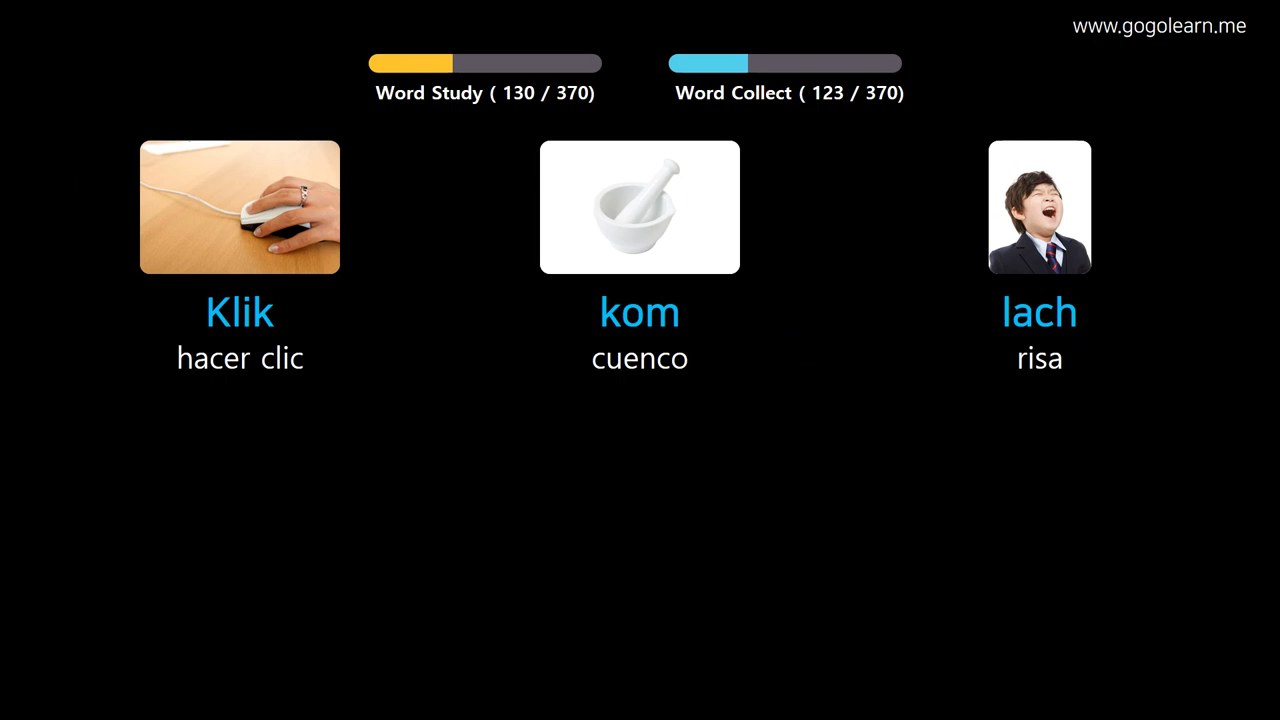 www.gogolearn.me
Word Study ( 130 / 370)
Word Collect ( 123 / 370)
Klik
hacer clic
kom
cuenco
lach
risa